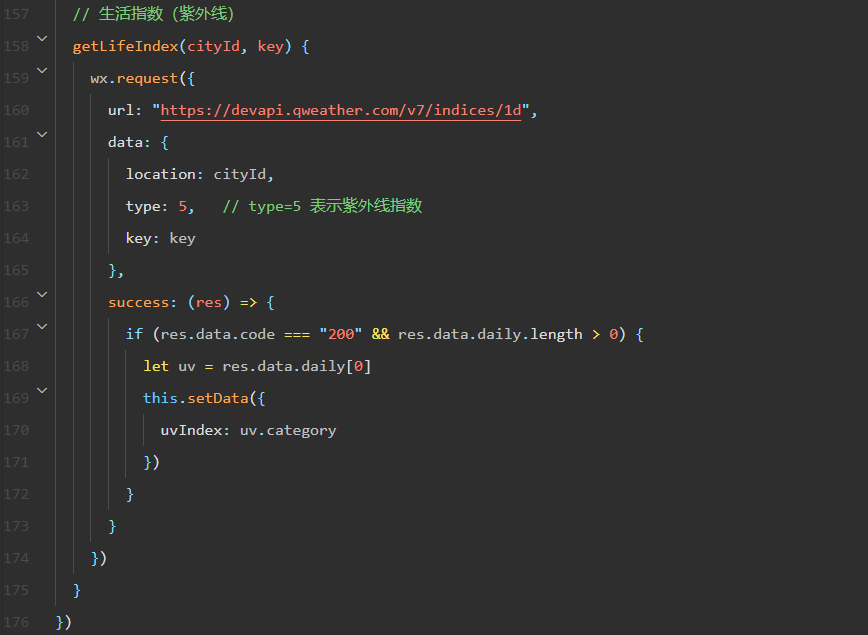 157 // 生活指数（紫外线）
158 getLifeIndex(cityId, key) {
159 wx.request({
160 url: "https://devapi.qweather.com/v7/indices/1d",
161 data: {
162 location: cityId,
163 type: 5,   // type=5 表示紫外线指数
164 key: key
165 },
166 success: (res) => {
167 if (res.data.code === "200" && res.data.daily.length > 0) {
168 let uv = res.data.daily[0]
169 this.setData({
170 uvIndex: uv.category
171 })
172 }
173 }
174 })
175 }
176 })